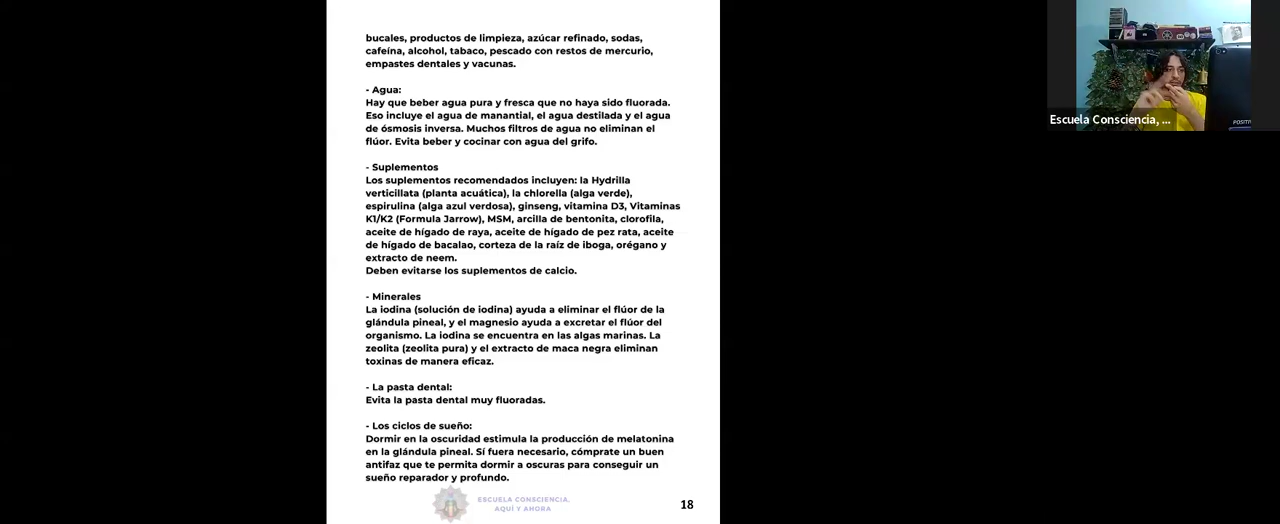 bucales, productos de limpieza, azúcar refinado, sodas,
cafeína, alcohol, tabaco, pescado con restos de mercurio,
empastes dentales y vacunas.
- Agua:
Hay que beber agua pura y fresca que no haya sido fluorada.
Eso incluye el agua de manantial, el agua destilada y el agua
de ósmosis inversa. Muchos filtros de agua no eliminan el
flúor. Evita beber y cocinar con agua del grifo.
- Suplementos
Los suplementos recomendados incluyen: la Hydrilla
verticillata (planta acuática), la chlorella (alga verde),
espirulina (alga azul verdosa), ginseng, vitamina D3, Vitaminas
K1/K2 (Formula Jarrow), MSM, arcilla de bentonita, clorofila,
aceite de hígado de raya, aceite de hígado de pez rata, aceite
de hígado de bacalao, corteza de la raíz de iboga, orégano y
extracto de neem.
Deben evitarse los suplementos de calcio.
- Minerales
La iodina (solución de iodina) ayuda a eliminar el flúor de la
glándula pineal, y el magnesio ayuda a excretar el flúor del
organismo. La iodina se encuentra en las algas marinas. La
zeolita (zeolita pura) y el extracto de maca negra eliminan
toxinas de manera eficaz.
- La pasta dental:
Evita la pasta dental muy fluoradas.
- Los ciclos de sueño:
Dormir en la oscuridad estimula la producción de melatonina
en la glándula pineal. Sí fuera necesario, cómprate un buen
antifaz que te permita dormir a oscuras para conseguir un
sueño reparador y profundo.
ESCUELA CONSCIENCIA,
AQUÍ Y AHORA
18
Escuela Consciencia, ...